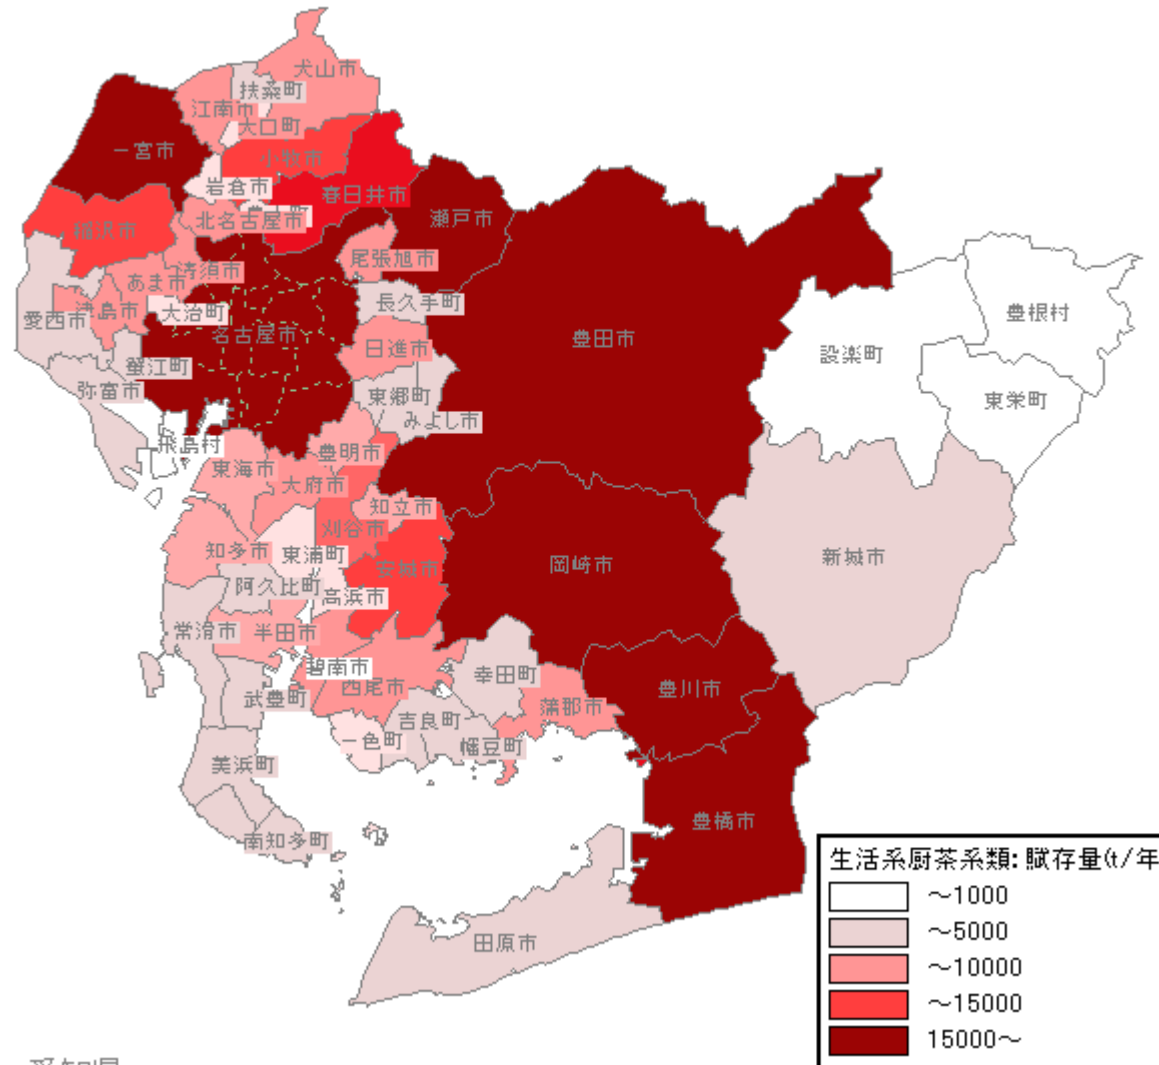 犬山市
扶桑町
江南市
大口町
一宮市
小牧市
岩倉市
春日井市
北名古屋市
瀬戸市
稲沢市
尾張旭市
清須市
あま市
長久手町
津島市
大治町
愛西市
名古屋市
豊田市
豊根村
設楽町
日進市
蟹江町
弥富市
東郷町
東栄町
みよし市
飛島村
豊明市
東海市
大府市
知立市
刈谷市
知多市
東浦町
安城市
岡崎市
新城市
阿久比町
高浜市
常滑市
半田市
碧南市
西尾市
幸田町
豊川市
武豊町
蒲郡市
吉良町
一色町
幡豆町
美浜町
豊橋市
南知多町
田原市
生活系厨茶系類:賦存量(t/年
～1000
～5000
～10000
～15000
15000～